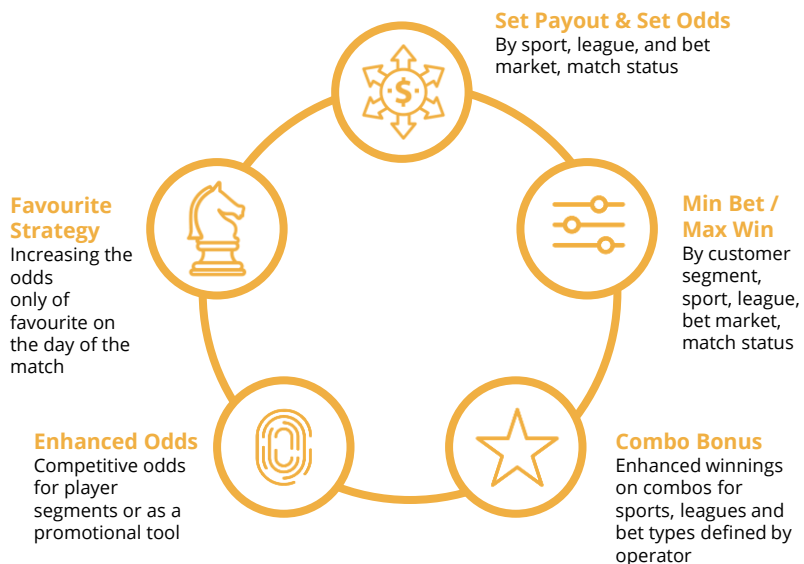 Set Payout & Set Odds
By sport, league, and bet
market, match status
$
Min Bet /
Max Win
By customer
segment,
sport, league,
bet market,
match status
Combo Bonus
Enhanced winnings
on combos for
sports, leagues and
bet types defined by
operator
Enhanced Odds
Competitive odds
for player
segments or as a
promotional tool
Favourite
Strategy
Increasing the
odds
only of
favourite on
the day of the
match